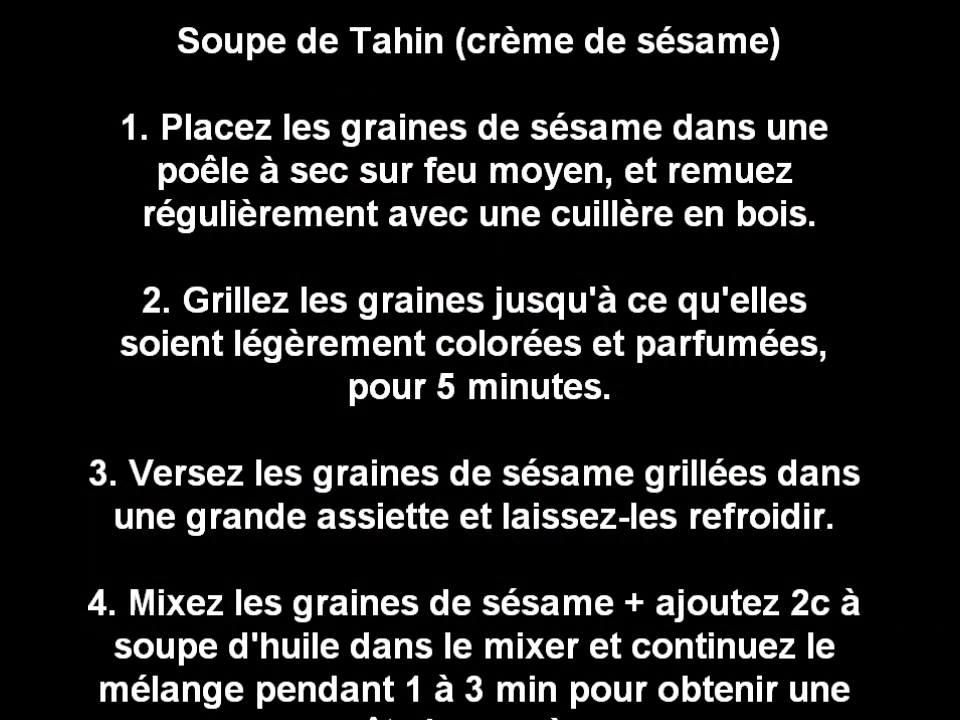 Soupe de Tahin (crème de sésame)
1. Placez les graines de sésame dans une
poêle à sec sur feu moyen, et remuez
régulièrement avec une cuillère en bois.
2. Grillez les graines jusqu'à ce qu'elles
soient légèrement colorées et parfumées,
pour 5 minutes.
3. Versez les graines de sésame grillées dans
une grande assiette et laissez-les refroidir.
4. Mixez les graines de sésame + ajoutez 2c à
soupe d'huile dans le mixer et continuez le
mélange pendant 1 à 3 min pour obtenir une